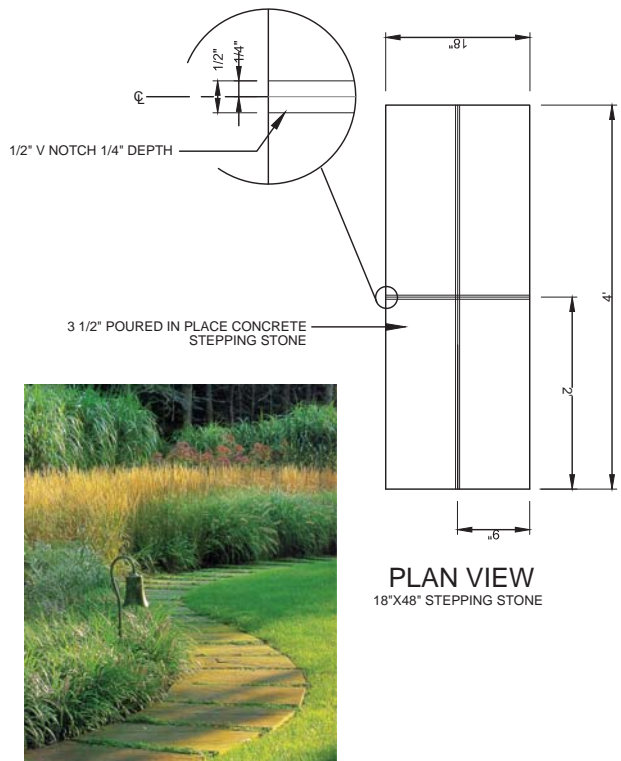 1/2"
1/4"
18"
℄
1/2" V NOTCH 1/4" DEPTH
4'
3 1/2" POURED IN PLACE CONCRETE
STEPPING STONE
2'
9"
PLAN VIEW
18"X48" STEPPING STONE